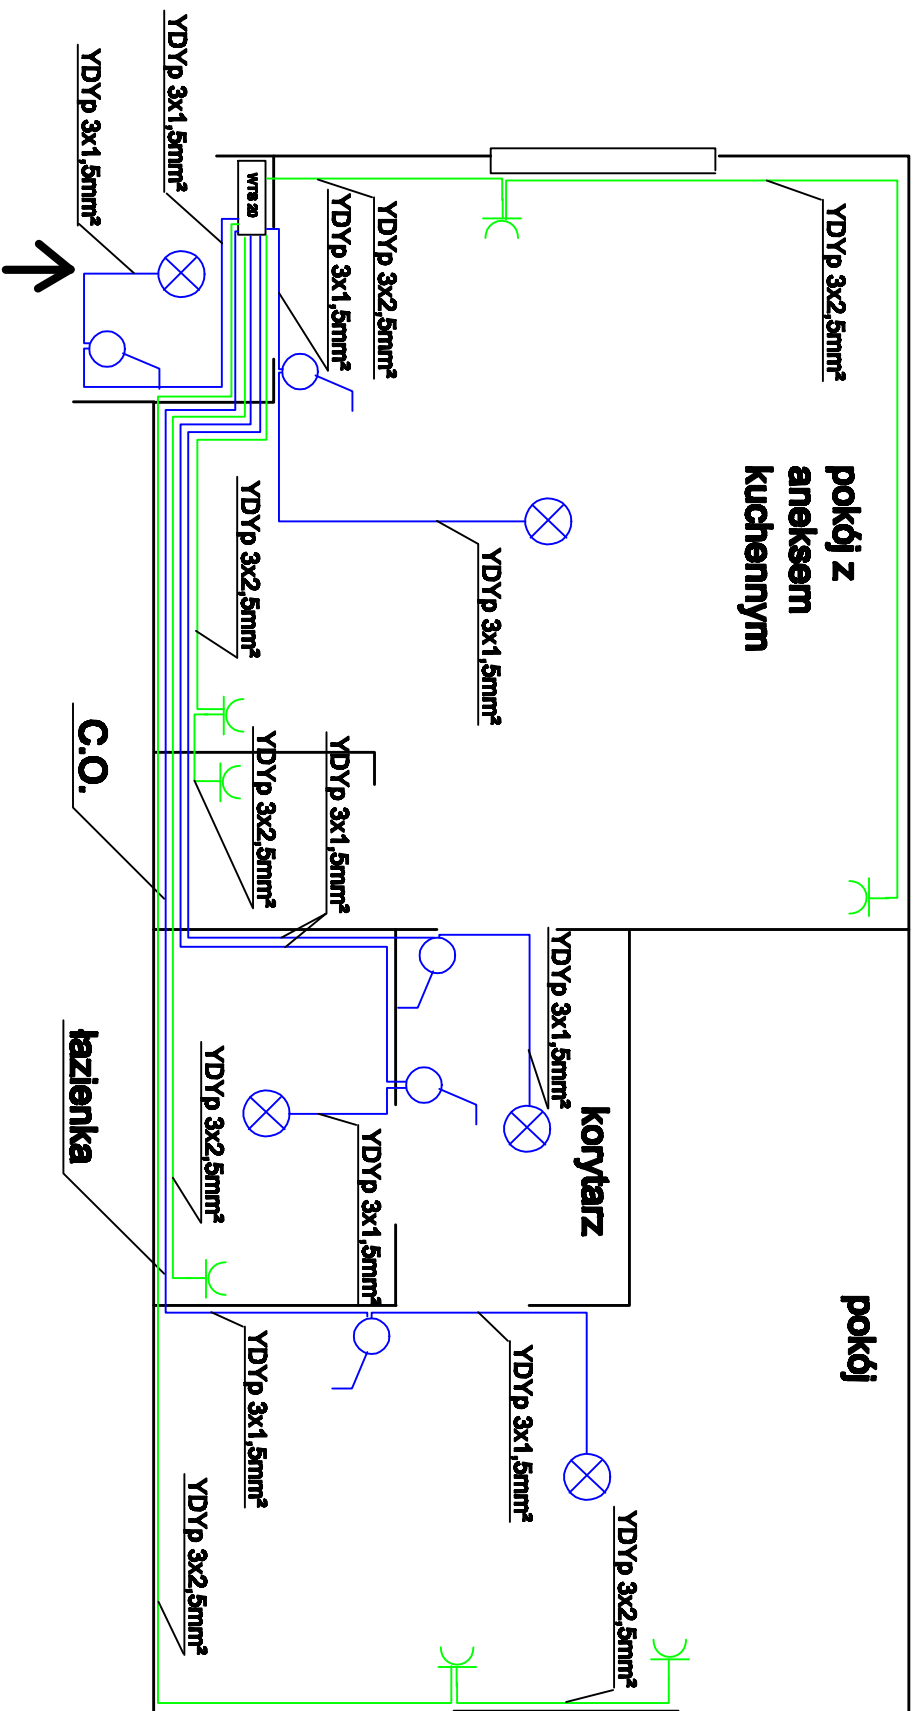 YDYp 3x2,5mm²
YDYp 3x2,5mm²
YDYp 3x1,5mm²
WTS 20
YDYp 3x1,5mm²
YDYp 3x1,5mm²
pokój z
aneksem
kuchennym
YDYp 3x1,5mm²
YDYp 3x2,5mm²
C.O.
YDYp 3x1,5mm²
YDYp 3x2,5mm²
YDYp 3x1,5mm²
korytarz
YDYp 3x1,5mm²
YDYp 3x2,5mm²
łazienka
pokój
YDYp 3x1,5mm²
YDYp 3x1,5mm²
YDYp 3x2,5mm²
YDYp 3x2,5mm²